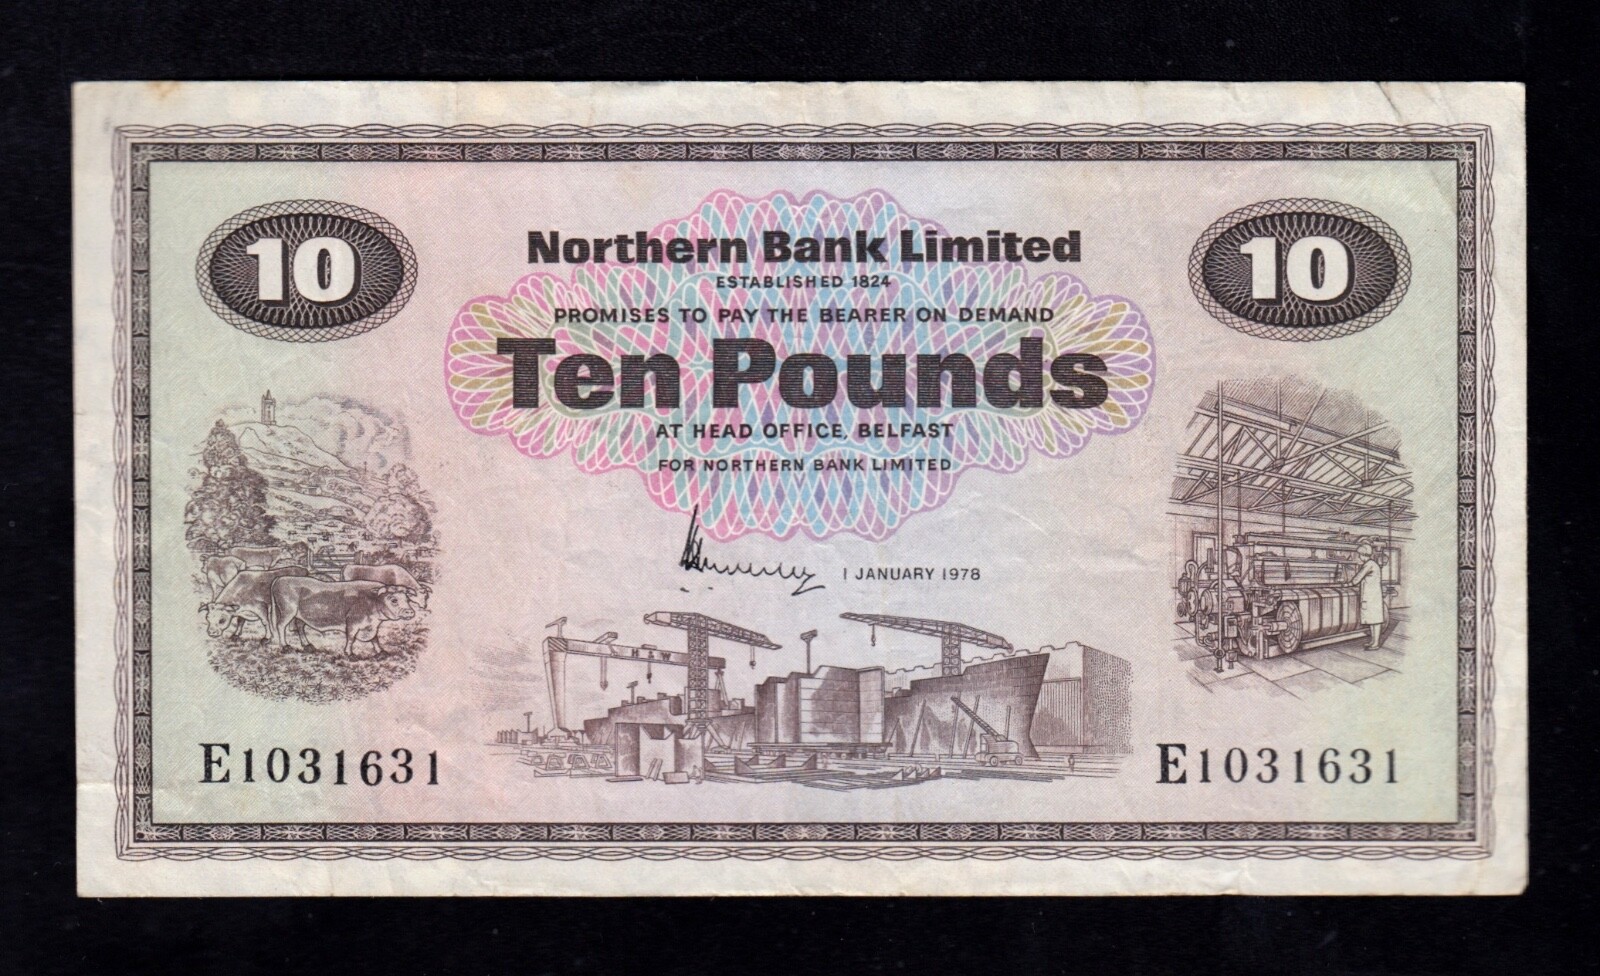 10
10
Northern Bank Limited
ESTABLISHED 1824
PROMISES TO PAY THE BEARER ON DEMAND
Ten Pounds
AT HEAD OFFICE, BELFAST
FOR NORTHERN BANK LIMITED
1 JANUARY 1978
H & W
E1031631
E1031631